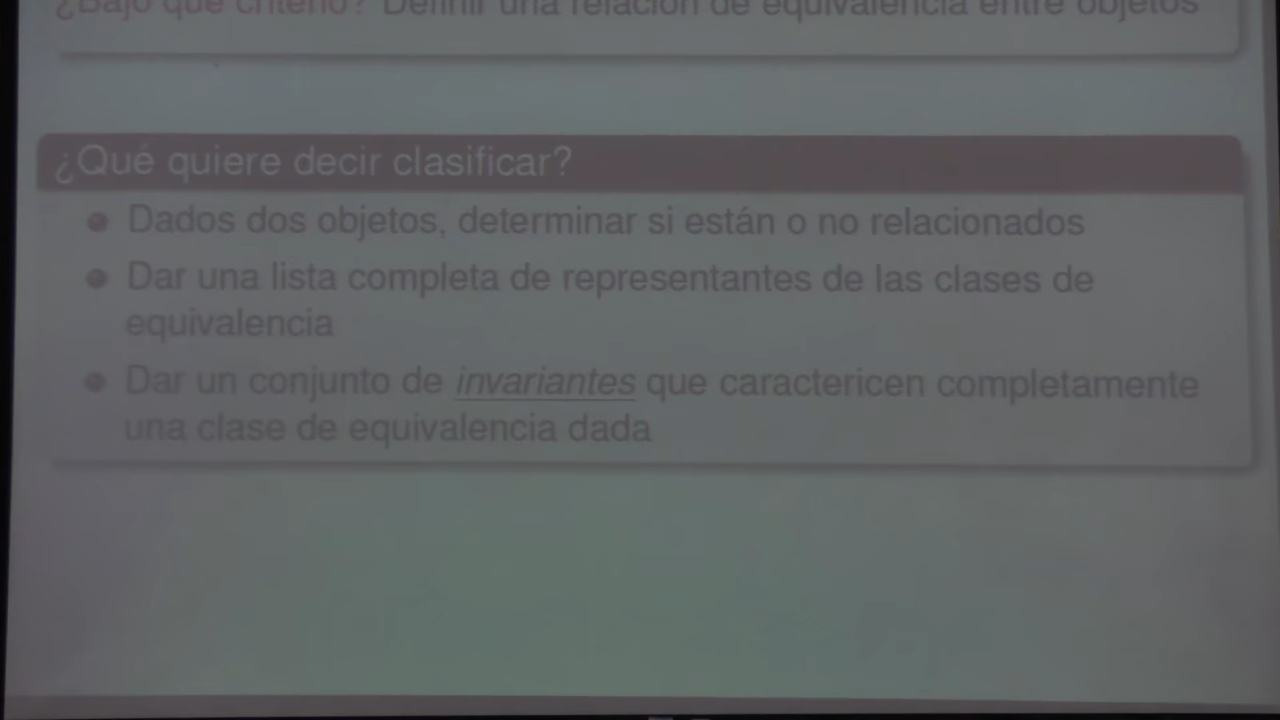 ¿Bajo qué criterio? Definir una relación de equivalencia entre objetos
¿Qué quiere decir clasificar?
Dados dos objetos, determinar si están o no relacionados
Dar una lista completa de representantes de las clases de
equivalencia
Dar un conjunto de invariantes que caractericen completamente
una clase de equivalencia dada